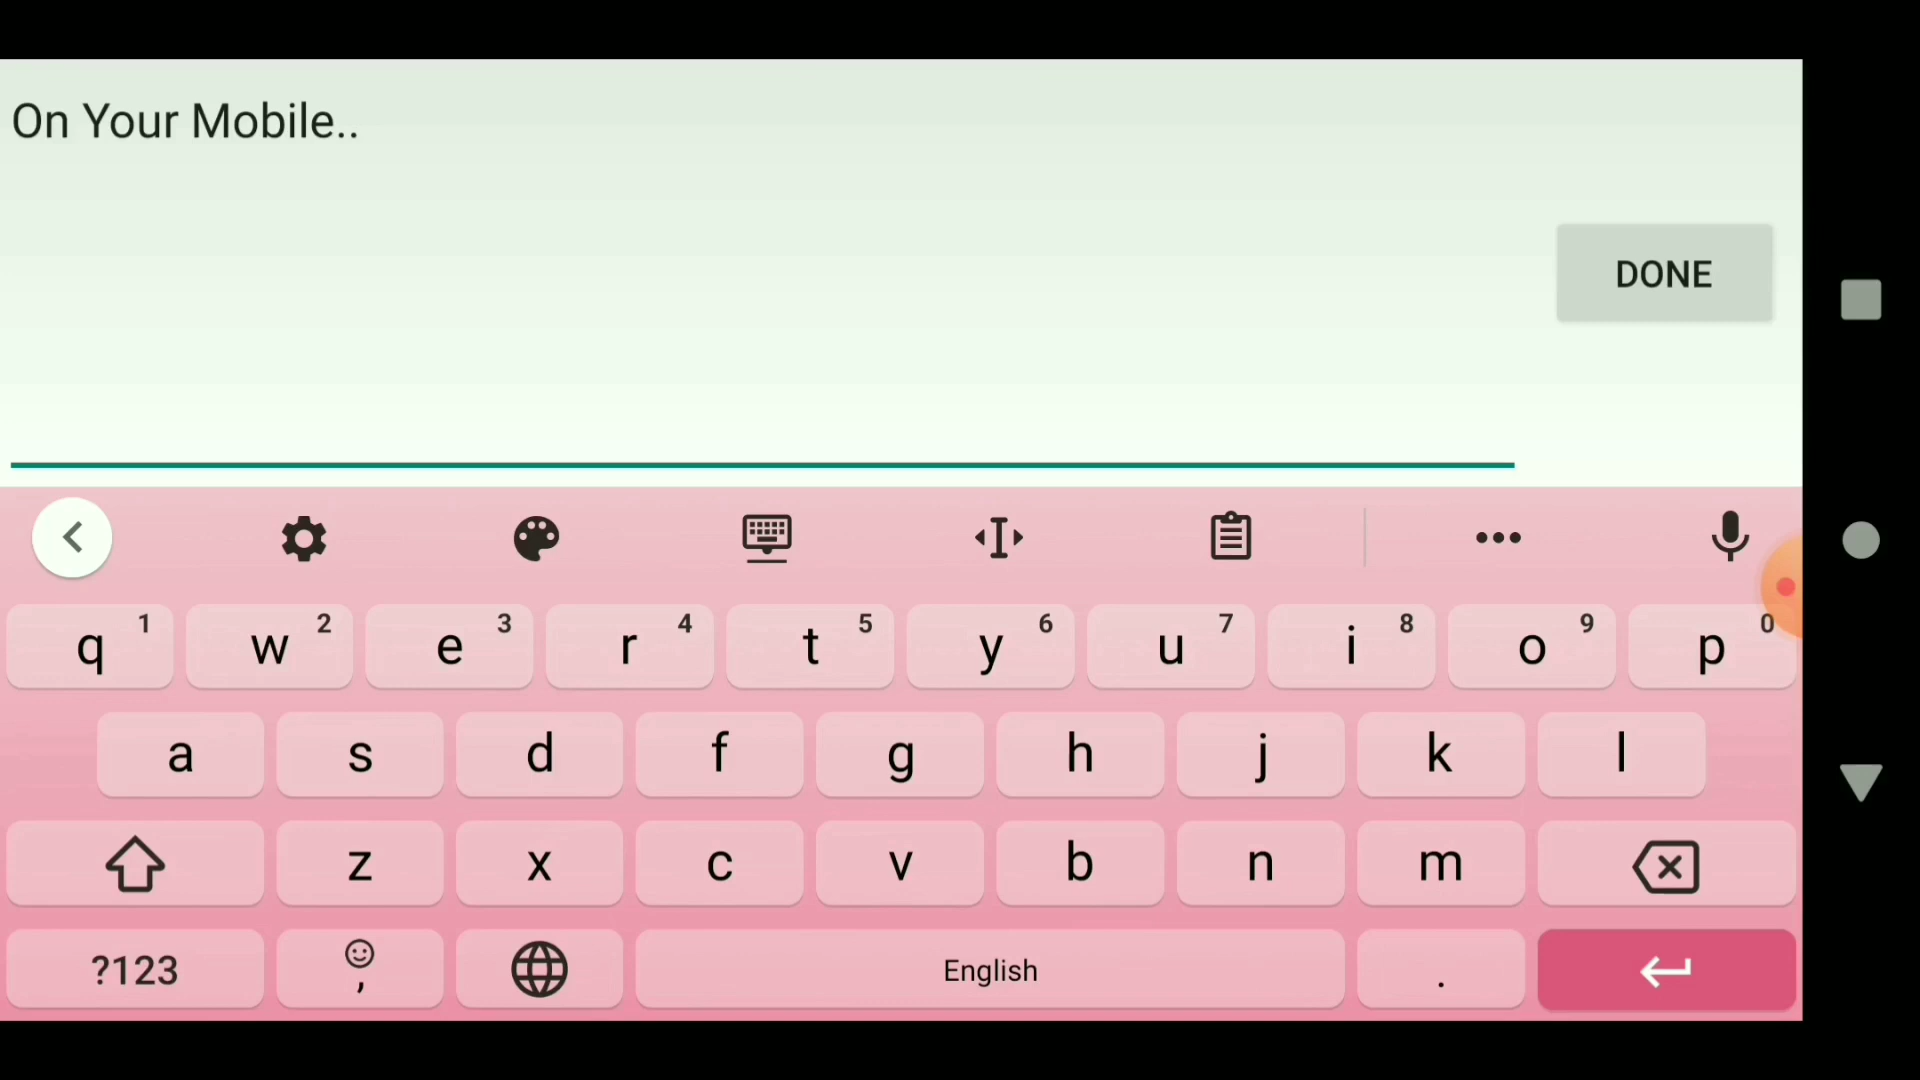 On Your Mobile..
DONE
q 1 w 2 e 3 r 4 t 5 y 6 u 7 i 8 o 9 p 0
a s d f g h j k l
z x c v b n m
?123 , English .